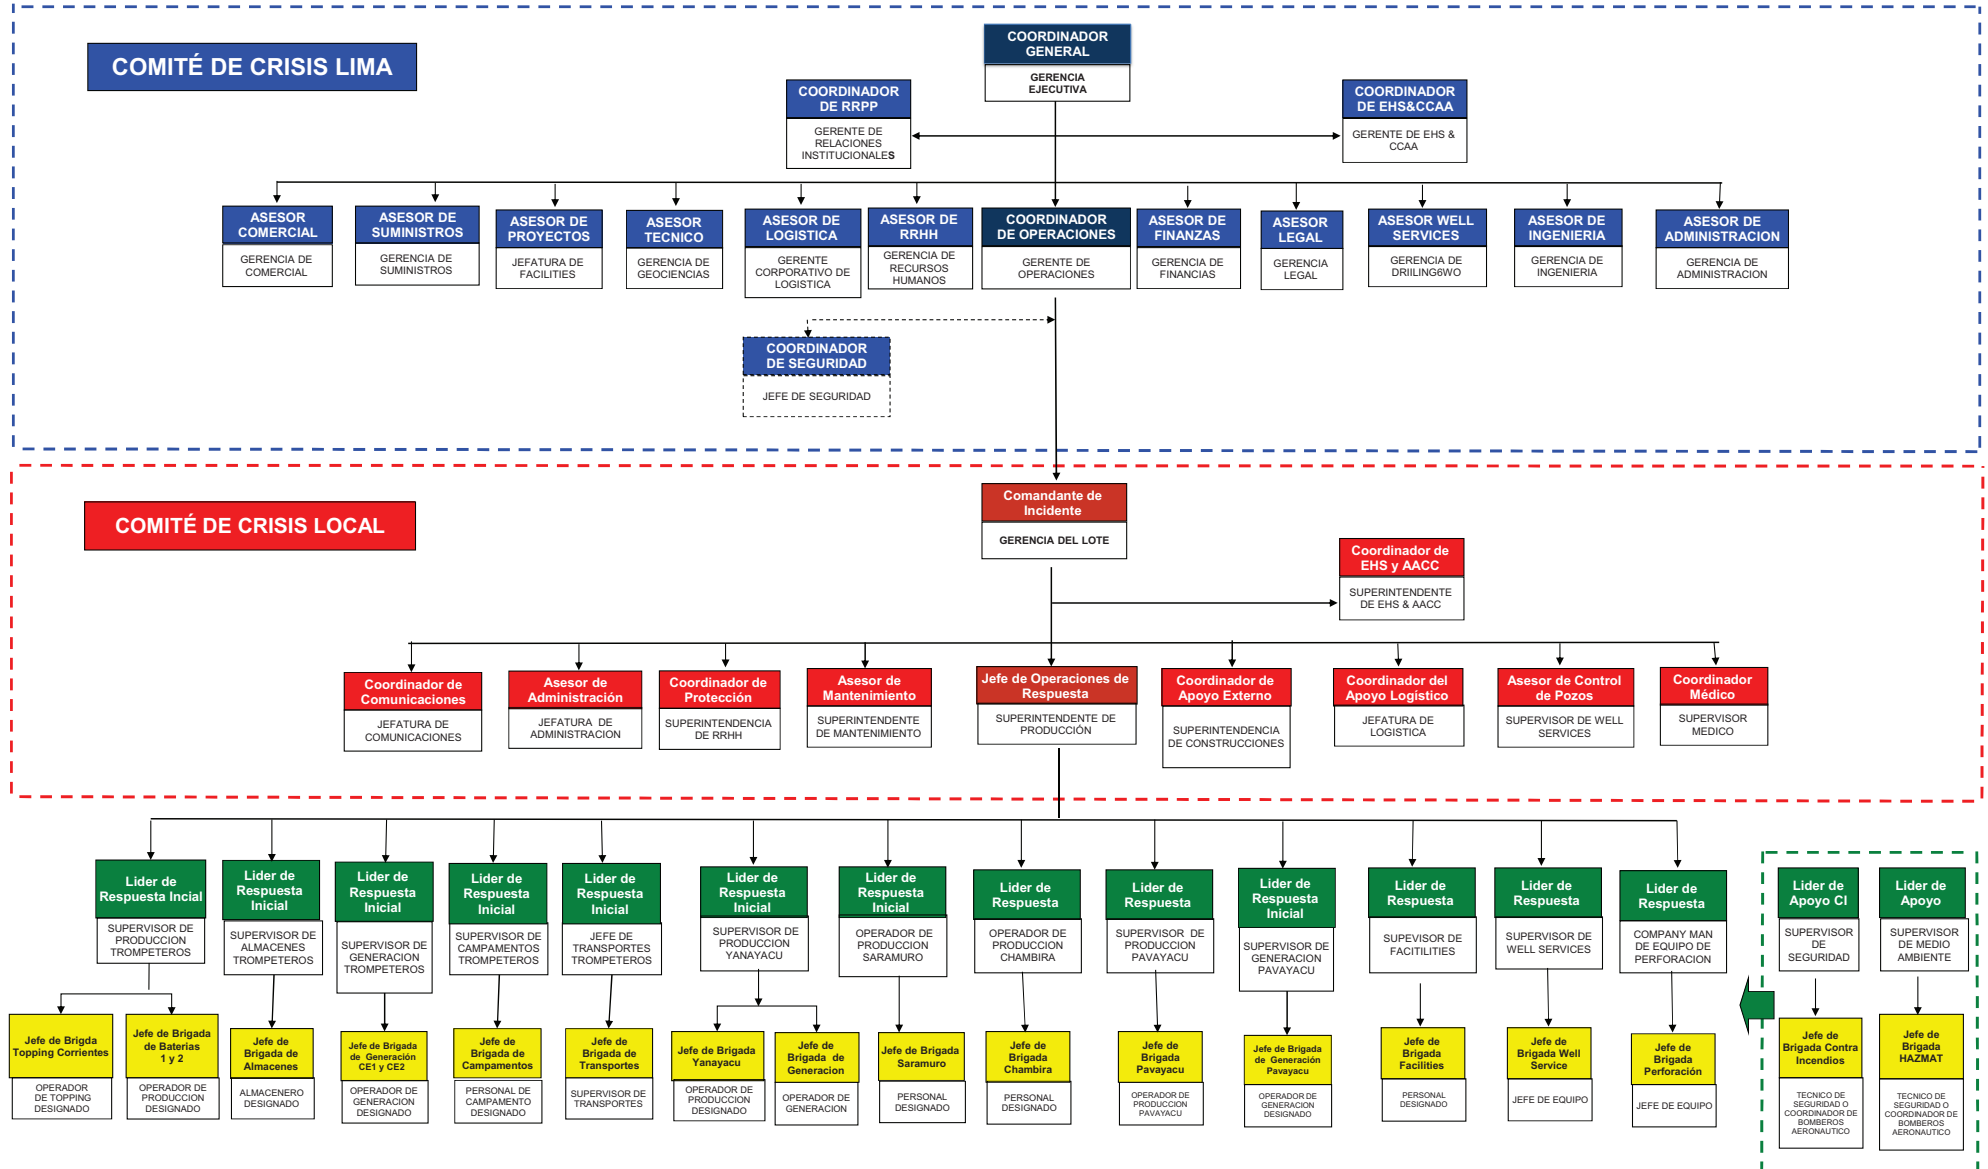 COMITÉ DE CRISIS LIMA
COORDINADOR
GENERAL
GERENCIA
EJECUTIVA
COORDINADOR
DE RRPP
GERENTE DE
RELACIONES
INSTITUCIONALES
COORDINADOR
DE EHS&CCAA
GERENTE DE EHS &
CCAA
ASESOR
COMERCIAL
GERENCIA DE
COMERCIAL
ASESOR DE
SUMINISTROS
GERENCIA DE
SUMINISTROS
ASESOR DE
PROYECTOS
JEFATURA DE
FACILITIES
ASESOR
TECNICO
GERENCIA DE
GEOCIENCIAS
ASESOR DE
LOGISTICA
GERENTE
CORPORATIVO DE
LOGISTICA
ASESOR DE
RRHH
GERENCIA DE
RECURSOS
HUMANOS
COORDINADOR
DE OPERACIONES
GERENTE DE
OPERACIONES
ASESOR DE
FINANZAS
GERENCIA DE
FINANCIAS
ASESOR
LEGAL
GERENCIA
LEGAL
ASESOR WELL
SERVICES
GERENCIA DE
DRIILING6WO
ASESOR DE
INGENIERIA
GERENCIA DE
INGENIERIA
ASESOR DE
ADMINISTRACION
GERENCIA DE
ADMINISTRACION
COORDINADOR
DE SEGURIDAD
JEFE DE SEGURIDAD
COMITÉ DE CRISIS LOCAL
Comandante de
Incidente
GERENCIA DEL LOTE
Coordinador de
EHS y AACC
SUPERINTENDENTE
DE EHS & AACC
Coordinador de
Comunicaciones
JEFATURA DE
COMUNICACIONES
Asesor de
Administración
JEFATURA DE
ADMINISTRACION
Coordinador de
Protección
SUPERINTENDENCIA
DE RRHH
Asesor de
Mantenimiento
SUPERINTENDENTE
DE MANTENIMIENTO
Jefe de Operaciones de
Respuesta
SUPERINTENDENTE DE
PRODUCCIÓN
Coordinador de
Apoyo Externo
SUPERINTENDENCIA
DE CONSTRUCCIONES
Coordinador del
Apoyo Logístico
JEFATURA DE
LOGISTICA
Asesor de Control
de Pozos
SUPERVISOR DE WELL
SERVICES
Coordinador
Médico
SUPERVISOR
MEDICO
Lider de
Respuesta Incial
SUPERVISOR DE
PRODUCCION
TROMPETEROS
Lider de
Respuesta
Inicial
SUPERVISOR DE
ALMACENES
TROMPETEROS
Lider de
Respuesta
Inicial
SUPERVISOR DE
GENERACION
TROMPETEROS
Lider de
Respuesta
Inicial
SUPERVISOR DE
CAMPAMENTOS
TROMPETEROS
Lider de
Respuesta
Inicial
JEFE DE
TRANSPORTES
TROMPETEROS
Lider de
Respuesta
Inicial
SUPERVISOR DE
PRODUCCION
YANAYACU
Lider de
Respuesta
Inicial
OPERADOR DE
PRODUCCION
SARAMURO
Lider de
Respuesta
OPERADOR DE
PRODUCCION
CHAMBIRA
Lider de
Respuesta
SUPERVISOR DE
PRODUCCION
PAVAYACU
Lider de
Respuesta
Inicial
SUPERVISOR DE
GENERACION
PAVAYACU
Lider de
Respuesta
SUPEVISOR DE
FACITILITIES
Lider de
Respuesta
SUPERVISOR DE
WELL SERVICES
Lider de
Respuesta
COMPANY MAN
DE EQUIPO DE
PERFORACION
Lider de
Apoyo CI
SUPERVISOR
DE
SEGURIDAD
Lider de
Apoyo
SUPERVISOR
DE MEDIO
AMBIENTE
Jefe de Brigda
Topping Corrientes
OPERADOR
DE TOPPING
DESIGNADO
Jefe de Brigada
de Baterias
1 y 2
OPERADOR DE
PRODUCCION
DESIGNADO
Jefe de
Brigada de
Almacenes
ALMACENERO
DESIGNADO
Jefe de Brigada
de Generación
CE1 y CE2
OPERADOR DE
GENERACION
DESIGNADO
Jefe de
Brigada de
Campamentos
PERSONAL DE
CAMPAMENTO
DESIGNADO
Jefe de
Brigada de
Transportes
SUPERVISOR DE
TRANSPORTES
Jefe de Brigada
Yanayacu
OPERADOR DE
PRODUCCION
DESIGNADO
Jefe de
Brigada de
Generacion
OPERADOR DE
GENERACION
Jefe de Brigada
Saramuro
PERSONAL
DESIGNADO
Jefe de
Brigada
Chambira
PERSONAL
DESIGNADO
Jefe de
Brigada
Pavayacu
OPERADOR DE
PRODUCCION
PAVAYACU
Jefe de Brigada
de Generación
Pavayacu
OPERADOR DE
GENERACION
DESIGNADO
Jefe de
Brigada
Facilities
PERSONAL
DESIGNADO
Jefe de
Brigada Well
Service
JEFE DE EQUIPO
Jefe de
Brigada
Perforación
JEFE DE EQUIPO
Jefe de
Brigada Contra
Incendios
TECNICO DE
SEGURIDAD O
COORDINADOR DE
BOMBEROS
AERONAUTICO
Jefe de
Brigada
HAZMAT
TECNICO DE
SEGURIDAD O
COORDINADOR DE
BOMBEROS
AERONAUTICO